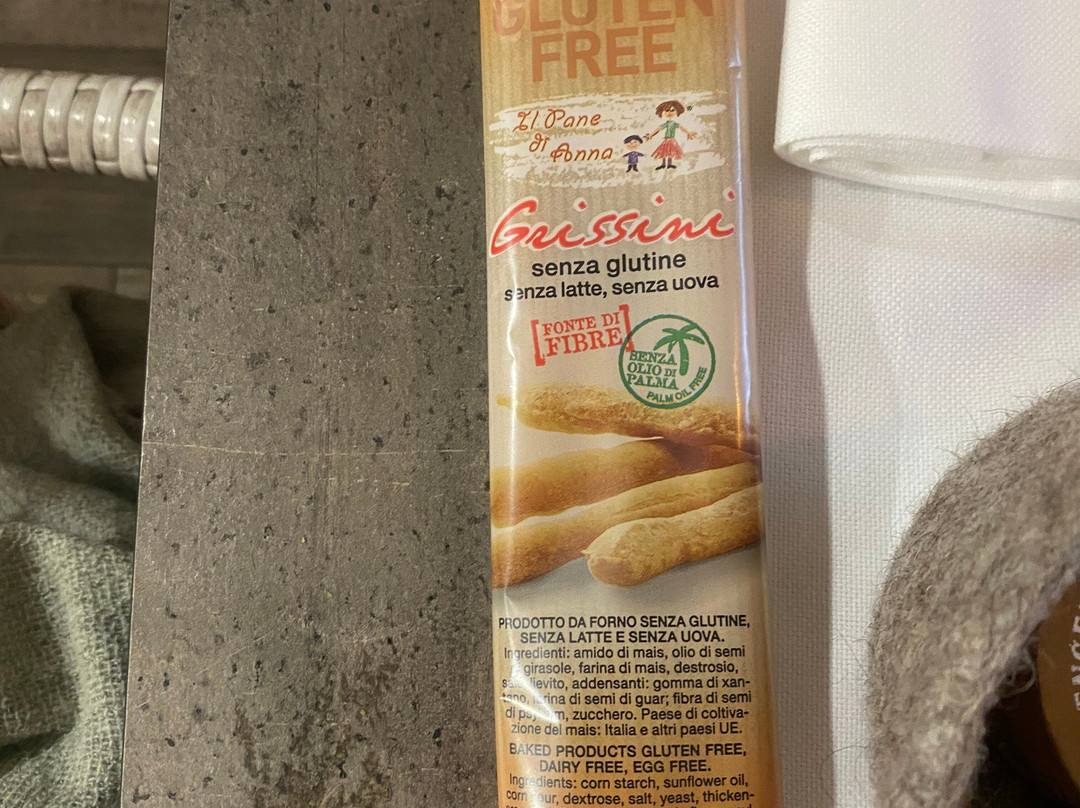 GLUTEN
FREE
Il Pane
di Anna
Grissini
senza glutine
senza latte, senza uova
FONTE DI
FIBRE
SENZA
OLIO DI
PALMA
PALM OIL FREE
PRODOTTO DA FORNO SENZA GLUTINE,
SENZA LATTE E SENZA UOVA.
Ingredienti: amido di mais, olio di semi
girasole, farina di mais, destrosio,
sale, lievito, addensanti: gomma di xan-
tano, farina di semi di guar; fibra di semi
di psyllium, zucchero. Paese di coltiva-
zione del mais: Italia e altri paesi UE.
BAKED PRODUCTS GLUTEN FREE,
DAIRY FREE, EGG FREE.
Ingredients: corn starch, sunflower oil,
corn flour, dextrose, salt, yeast, thicken-